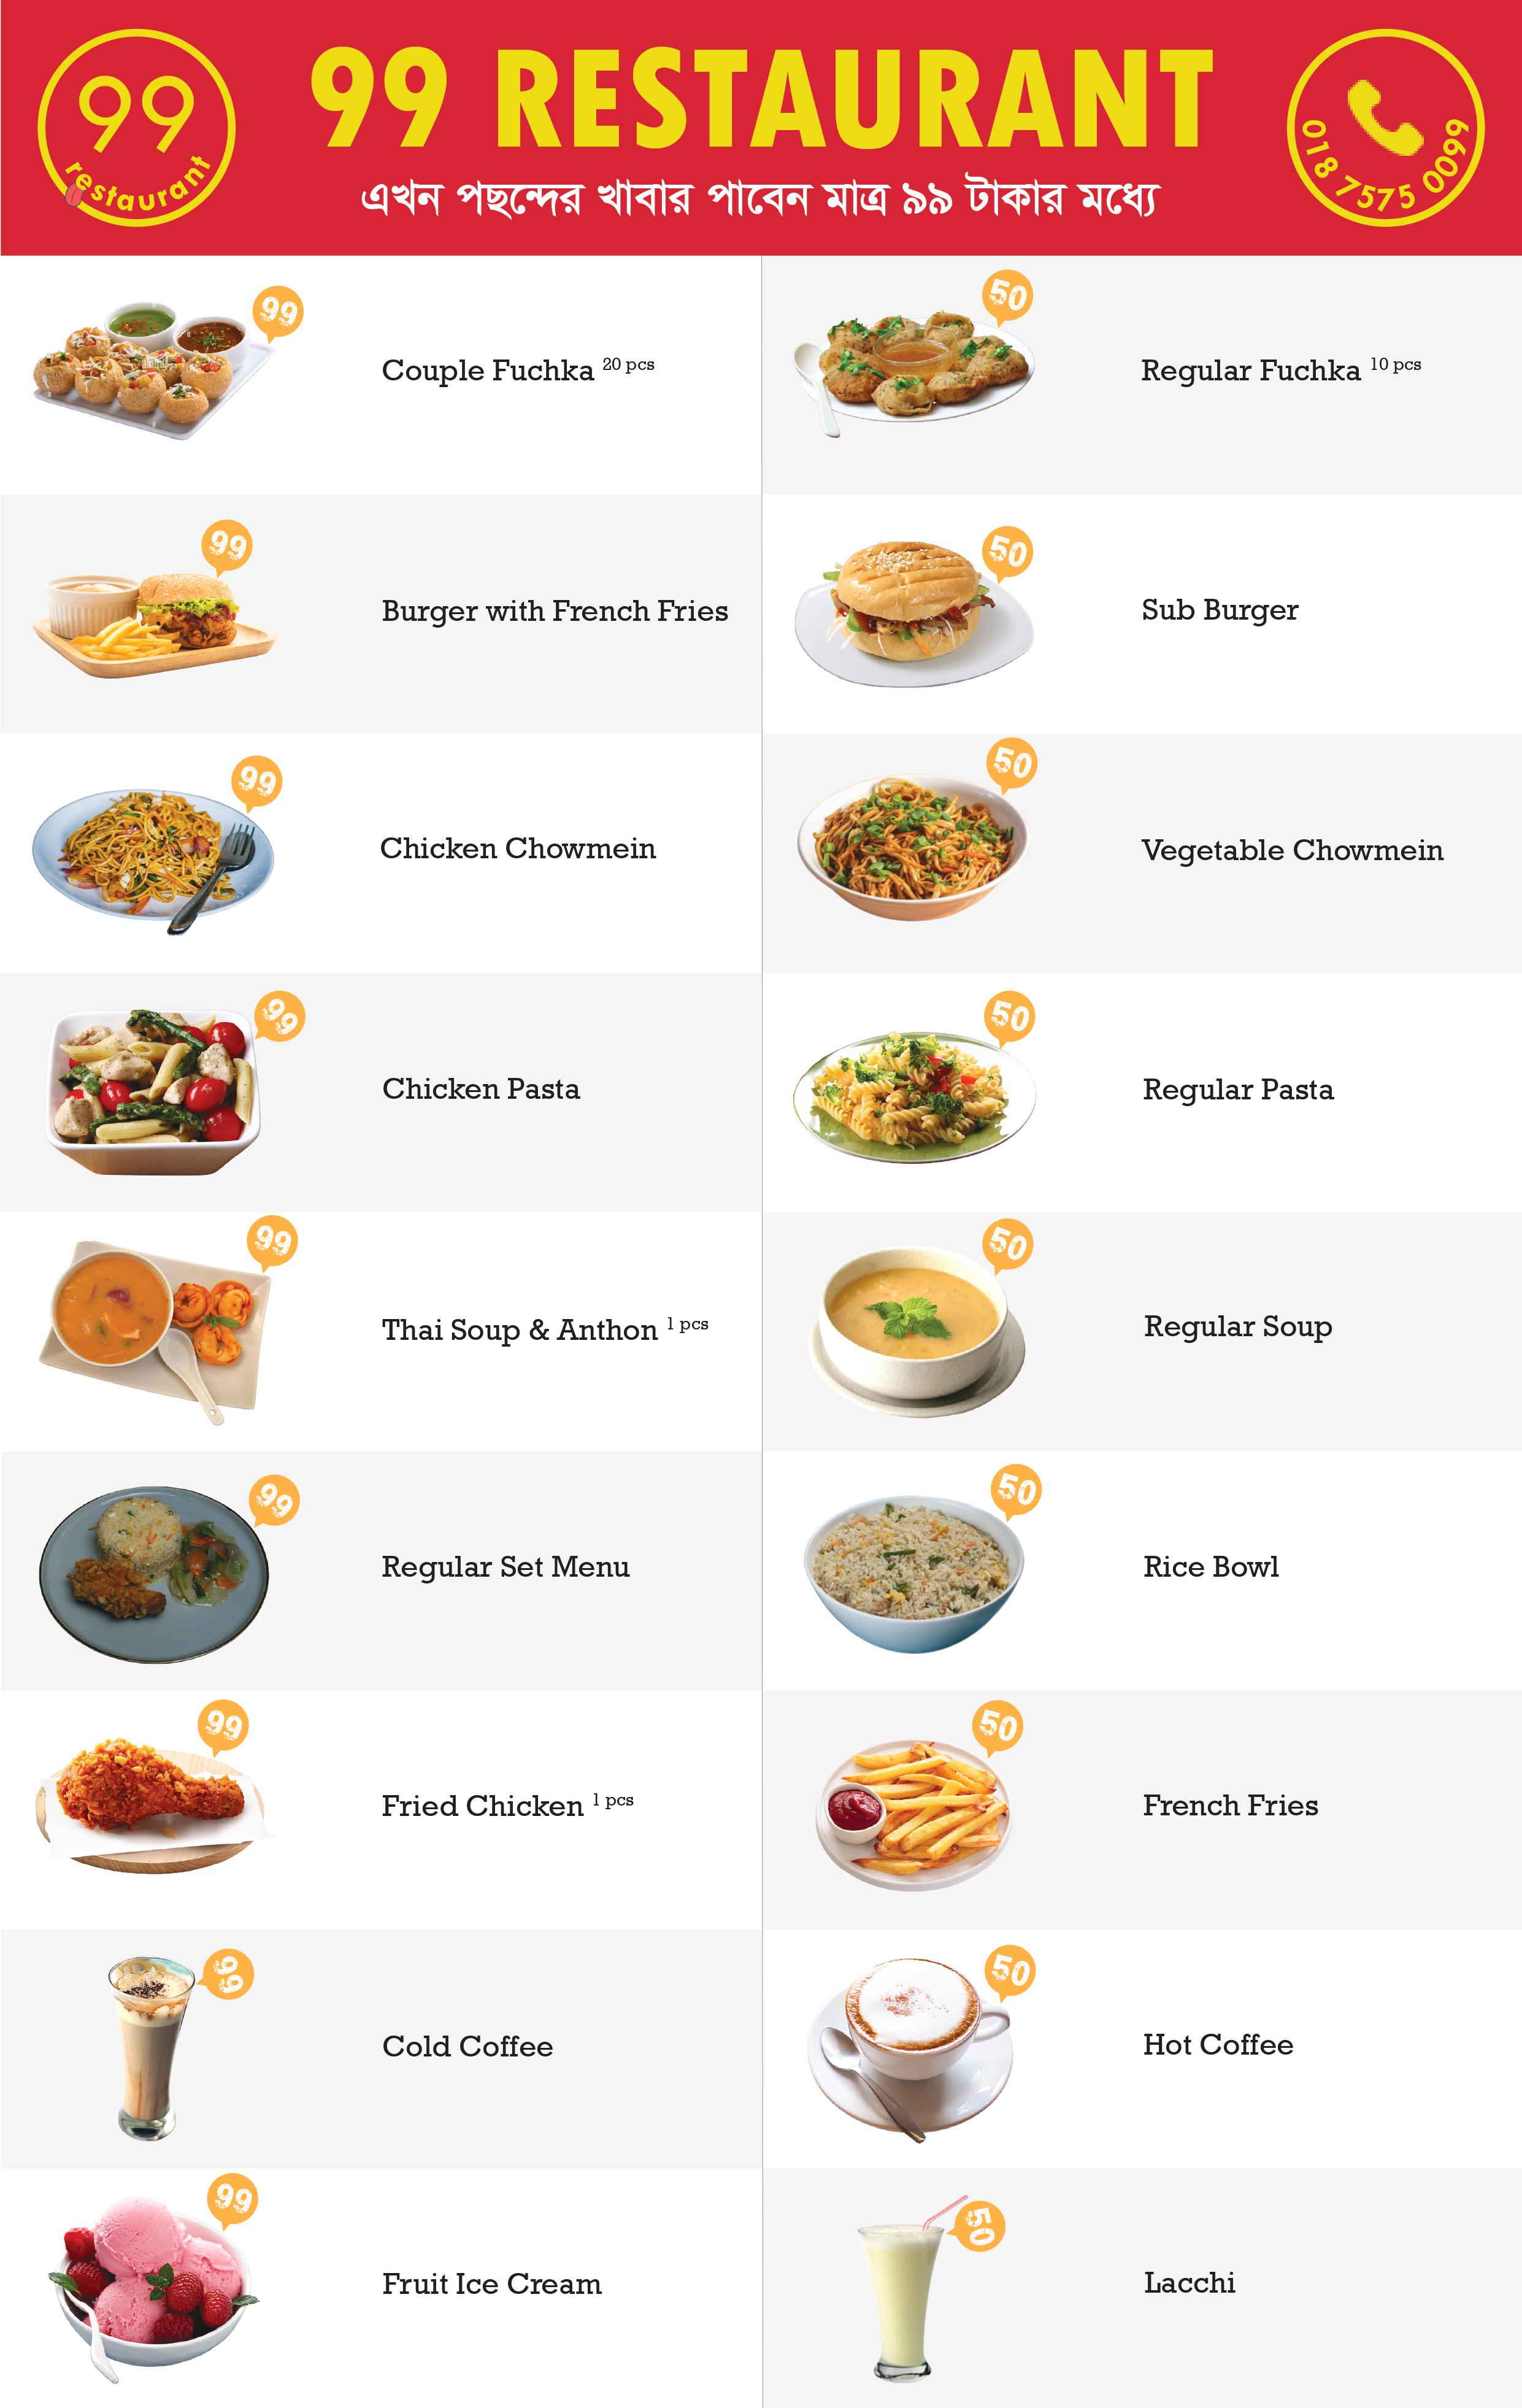 99
restaurant
99 RESTAURANT
এখন পছন্দের খাবার পাবেন মাত্র ৯৯ টাকার মধ্যে
018 7575 0099
99
Couple Fuchka 20 pcs
50
Regular Fuchka 10 pcs
99
Burger with French Fries
50
Sub Burger
99
Chicken Chowmein
50
Vegetable Chowmein
99
Chicken Pasta
50
Regular Pasta
99
Thai Soup & Anthon 1 pcs
50
Regular Soup
99
Regular Set Menu
50
Rice Bowl
99
Fried Chicken 1 pcs
50
French Fries
99
Cold Coffee
50
Hot Coffee
99
Fruit Ice Cream
50
Lacchi